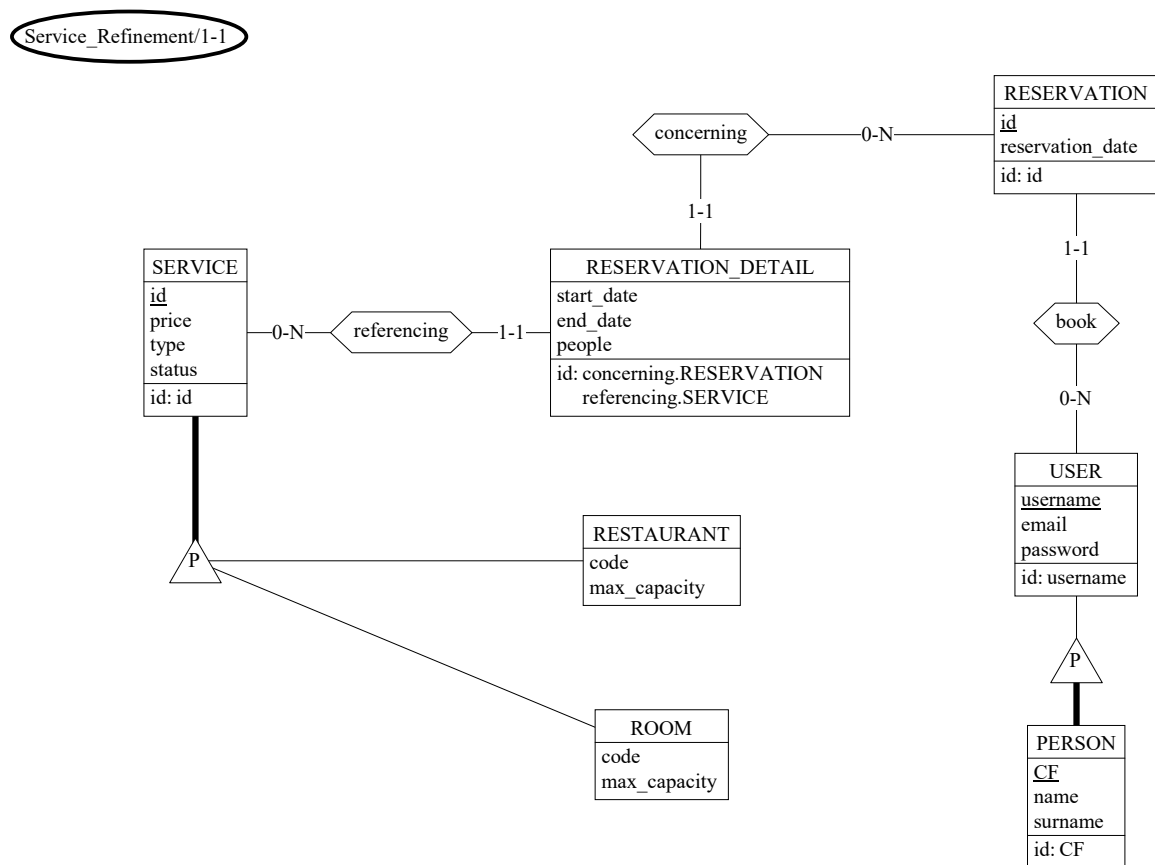 Service_Refinement/1-1
RESERVATION
id
reservation_date
id: id
concerning
0-N
1-1
1-1
SERVICE
id
price
type
status
id: id
0-N
referencing
1-1
RESERVATION_DETAIL
start_date
end_date
people
id: concerning.RESERVATION
referencing.SERVICE
book
0-N
USER
username
email
password
id: username
P
RESTAURANT
code
max_capacity
P
ROOM
code
max_capacity
PERSON
CF
name
surname
id: CF